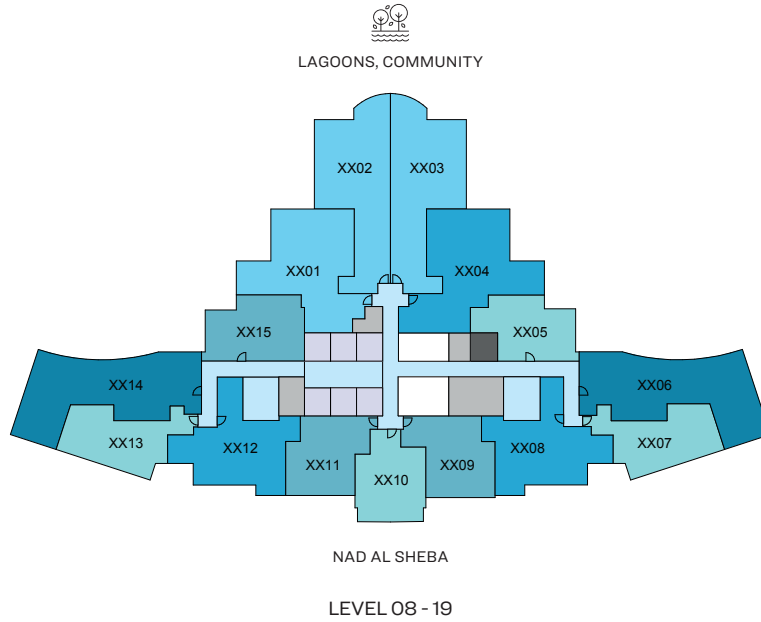 LAGOONS, COMMUNITY
XX02
XX03
XX01
XX04
XX15
XX05
XX14
XX06
XX13
XX12
XX11
XX10
XX09
XX08
XX07
NAD AL SHEBA
LEVEL 08 - 19